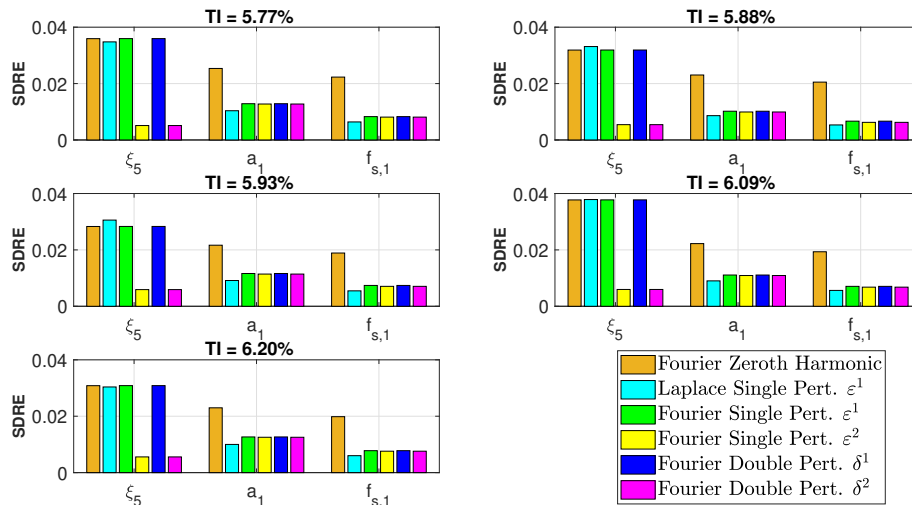 TI = 5.77%
SDRE
0.04
0.02
0
ξ5
a1
fs,1
TI = 5.88%
SDRE
0.04
0.02
0
ξ5
a1
fs,1
TI = 5.93%
SDRE
0.04
0.02
0
ξ5
a1
fs,1
TI = 6.09%
SDRE
0.04
0.02
0
ξ5
a1
fs,1
TI = 6.20%
SDRE
0.04
0.02
0
ξ5
a1
fs,1
Fourier Zeroth Harmonic
Laplace Single Pert. ε¹
Fourier Single Pert. ε¹
Fourier Single Pert. ε²
Fourier Double Pert. δ¹
Fourier Double Pert. δ²